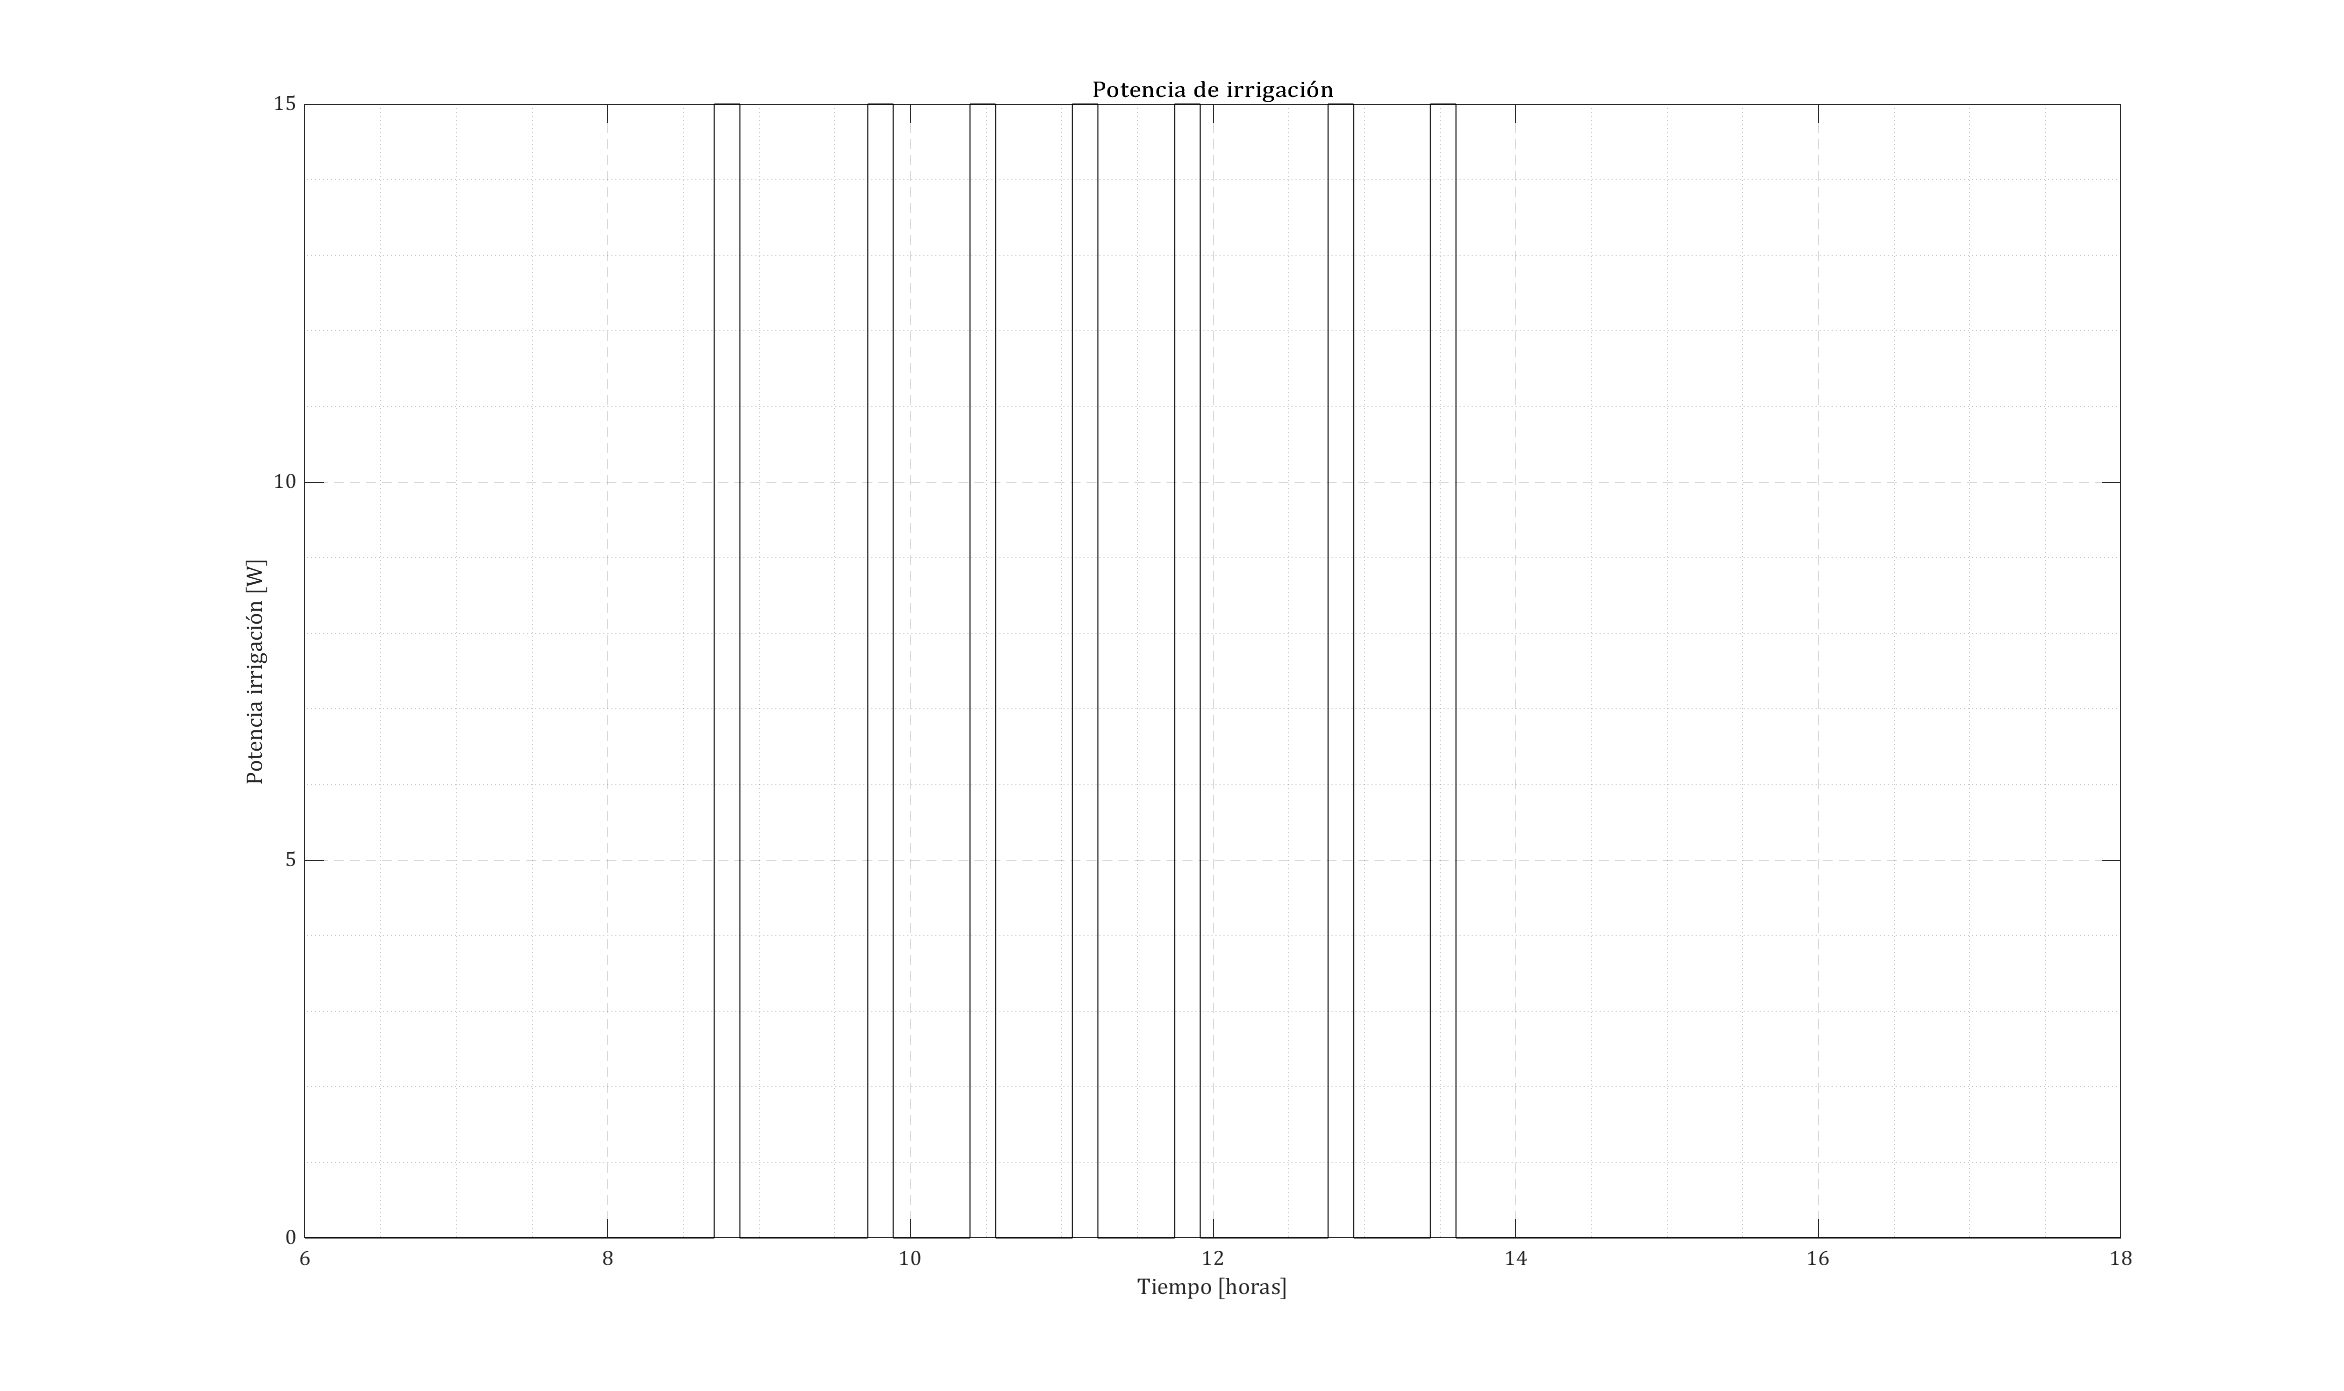 Potencia de irrigación
15
10
5
0
Potencia irrigación [W]
6 8 10 12 14 16 18
Tiempo [horas]